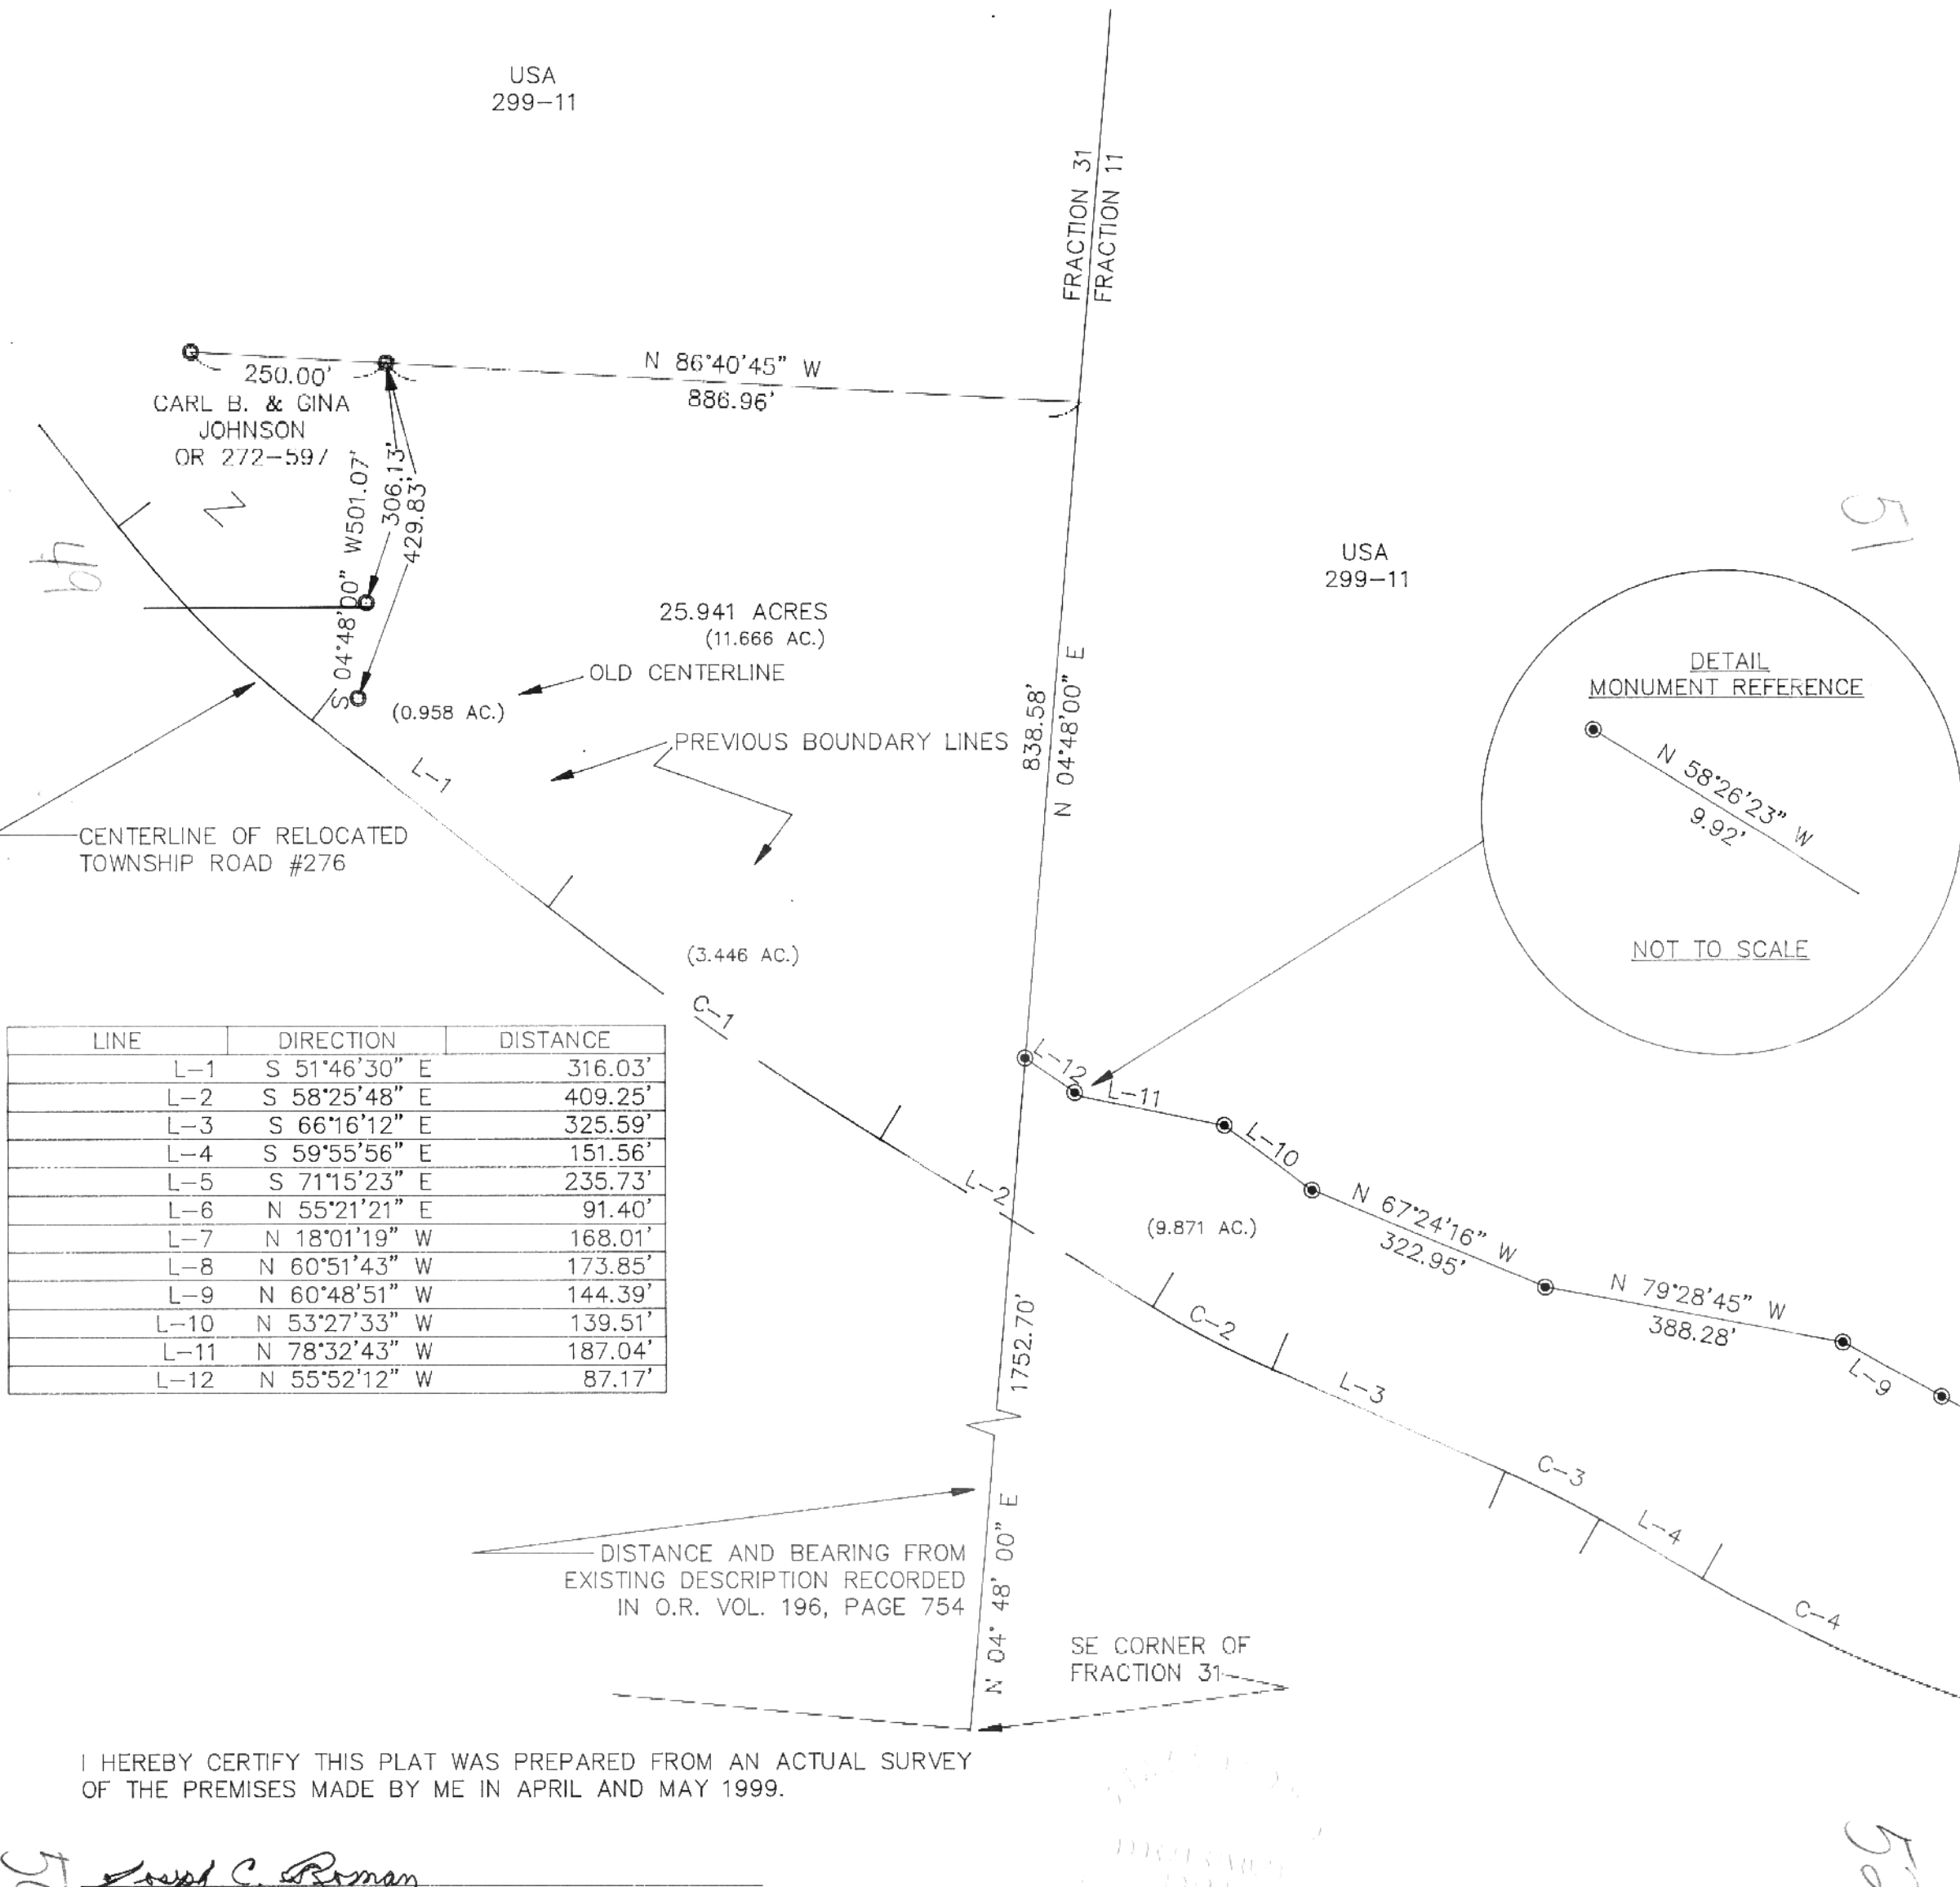 USA
299-11
FRACTION 31
FRACTION 11
N 86°40'45" W
886.96'
250.00'
CARL B. & GINA
JOHNSON
OR 272-597
S 04°48'00" W 501.07'
306.13'
429.83'
49
51
USA
299-11
25.941 ACRES
(11.666 AC.)
OLD CENTERLINE
(0.958 AC.)
PREVIOUS BOUNDARY LINES
838.58'
N 04°48'00" E
DETAIL
MONUMENT REFERENCE
N 58°26'23" W
9.92'
NOT TO SCALE
L-1
CENTERLINE OF RELOCATED
TOWNSHIP ROAD #276
(3.446 AC.)
C-1
LINE DIRECTION DISTANCE
L-1 S 51°46'30" E 316.03'
L-2 S 58°25'48" E 409.25'
L-3 S 66°16'12" E 325.59'
L-4 S 59°55'56" E 151.56'
L-5 S 71°15'23" E 235.73'
L-6 N 55°21'21" E 91.40'
L-7 N 18°01'19" W 168.01'
L-8 N 60°51'43" W 173.85'
L-9 N 60°48'51" W 144.39'
L-10 N 53°27'33" W 139.51'
L-11 N 78°32'43" W 187.04'
L-12 N 55°52'12" W 87.17'
L-12
L-11
L-10
L-2
(9.871 AC.)
N 67°24'16" W
322.95'
N 79°28'45" W
388.28'
L-9
1752.70'
C-2
L-3
C-3
L-4
C-4
DISTANCE AND BEARING FROM
EXISTING DESCRIPTION RECORDED
IN O.R. VOL. 196, PAGE 754
N 04° 48' 00" E
SE CORNER OF
FRACTION 31
I HEREBY CERTIFY THIS PLAT WAS PREPARED FROM AN ACTUAL SURVEY
OF THE PREMISES MADE BY ME IN APRIL AND MAY 1999.
Joseph C. Roman